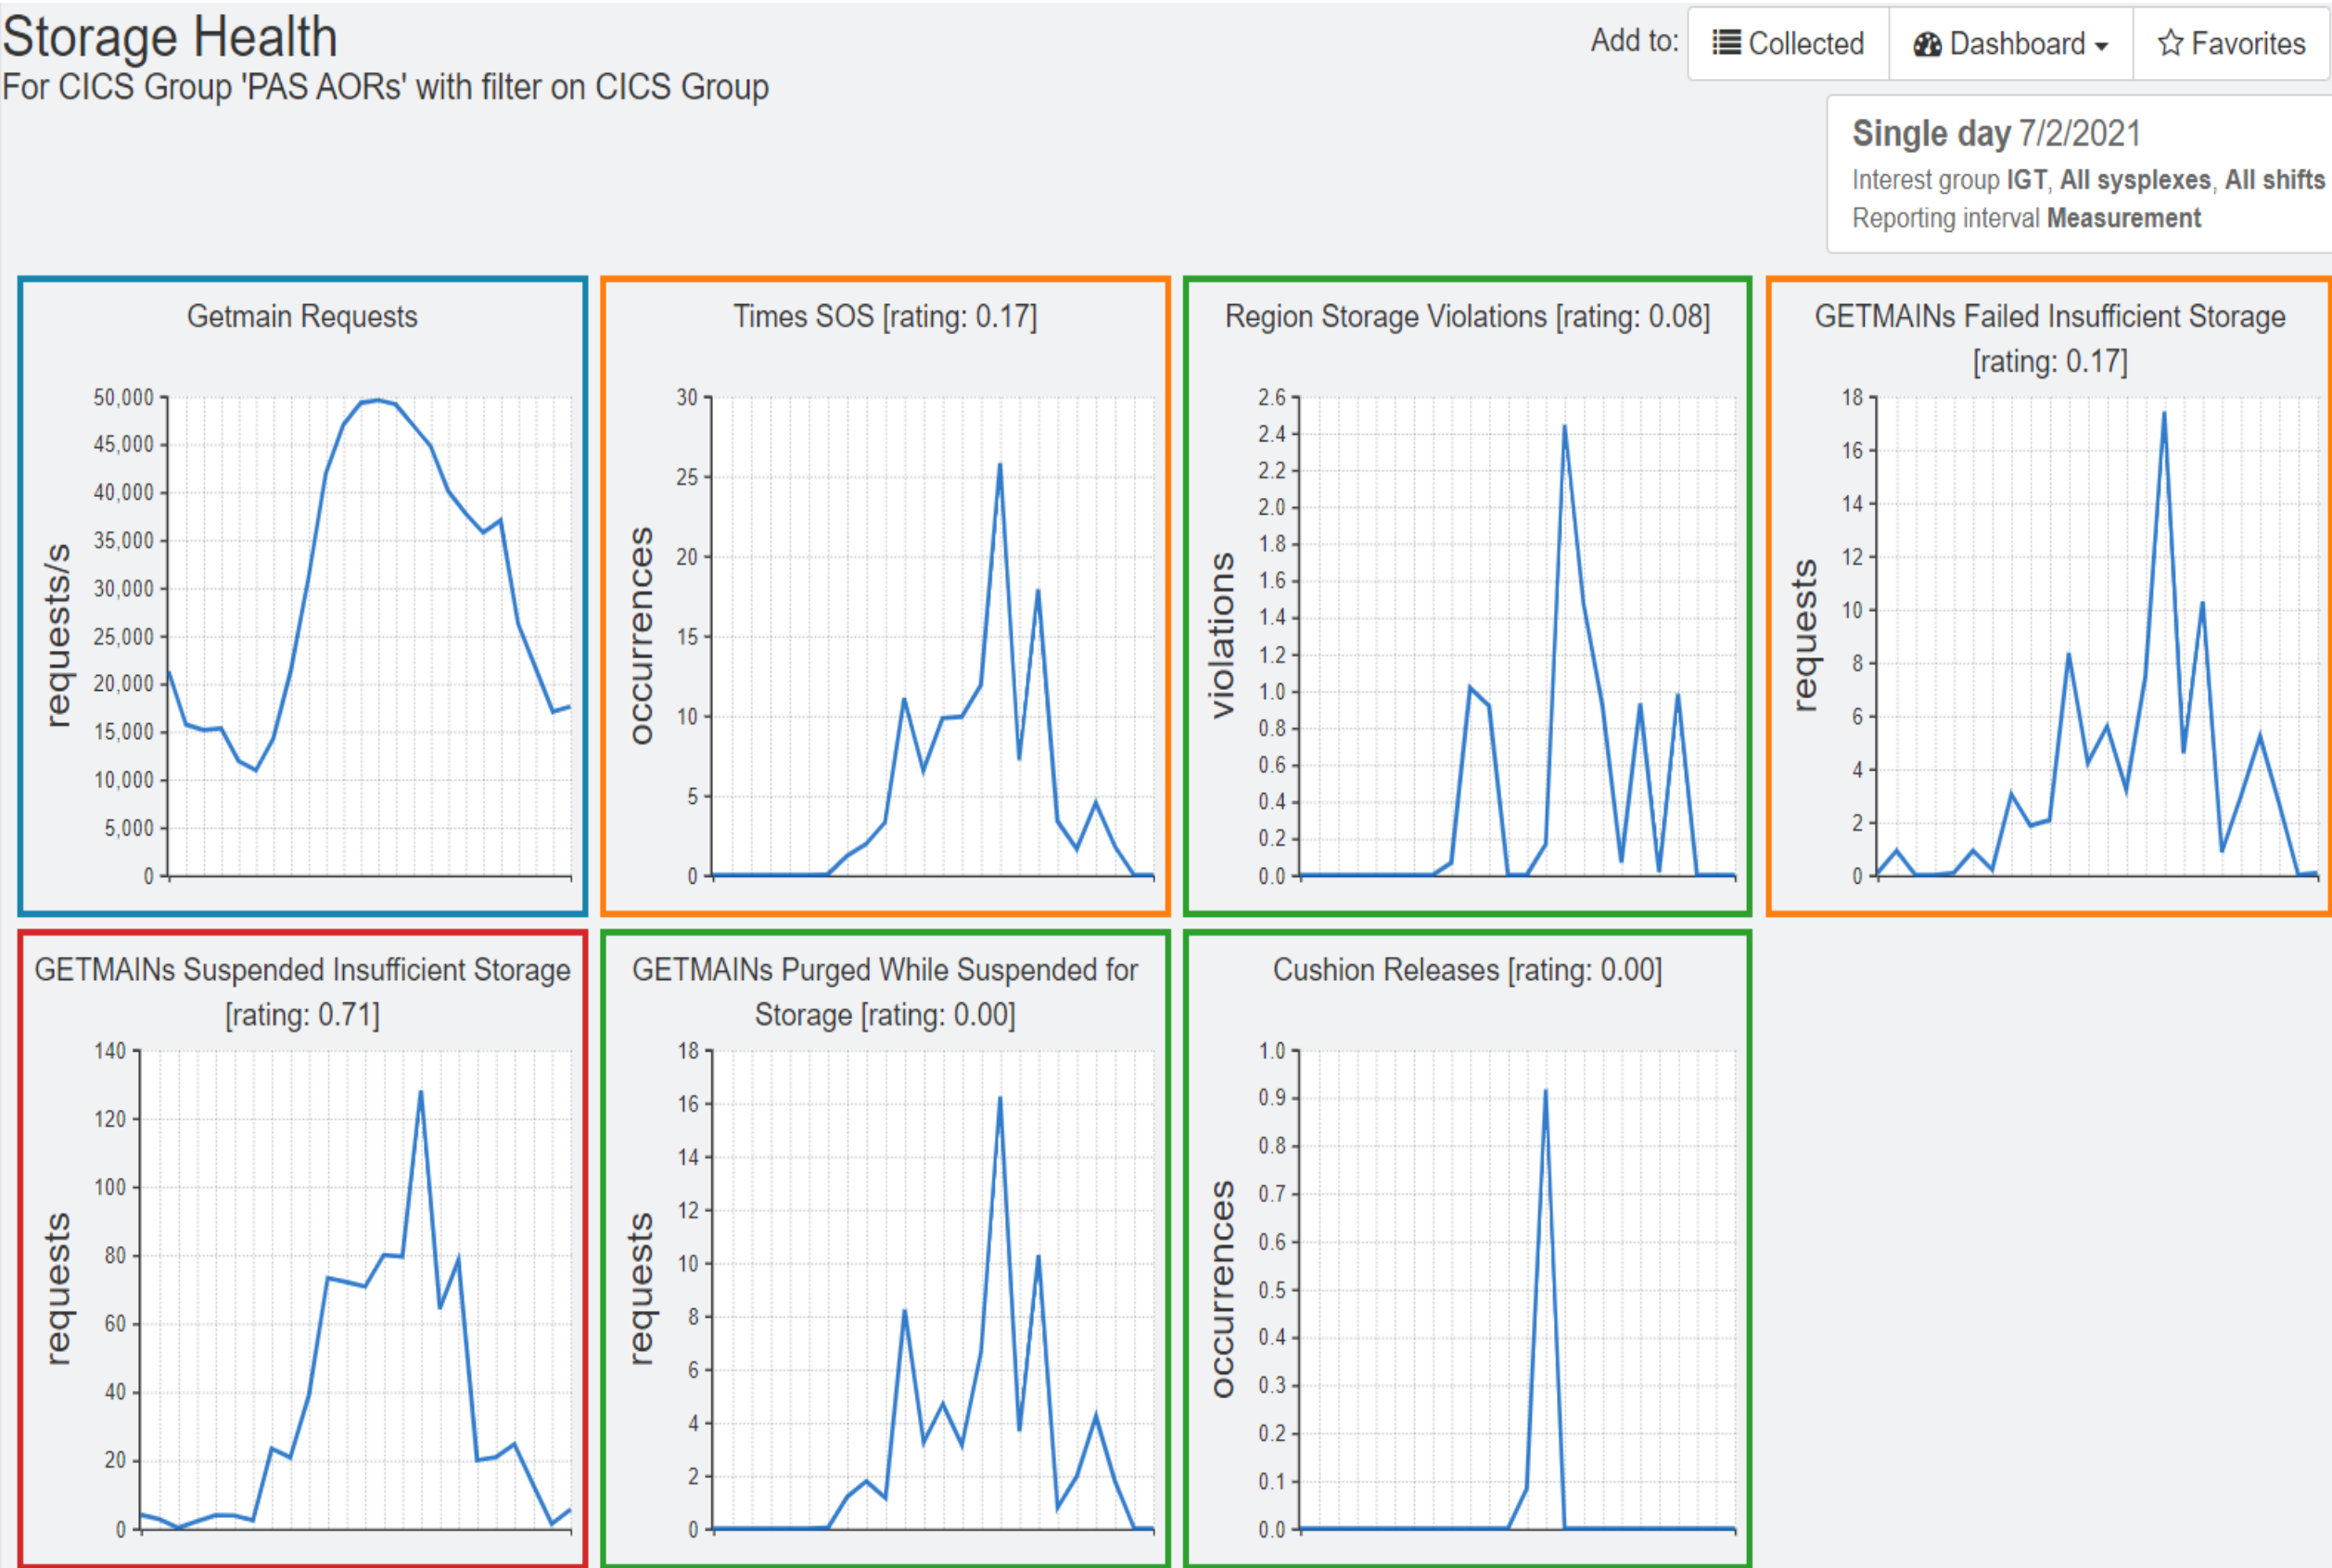 Storage Health
For CICS Group 'PAS AORs' with filter on CICS Group
Add to:
Collected
Dashboard
Favorites
Single day 7/2/2021
Interest group IGT, All sysplexes, All shifts
Reporting interval Measurement
Getmain Requests
requests/s
50,000
45,000
40,000
35,000
30,000
25,000
20,000
15,000
10,000
5,000
0
Times SOS [rating: 0.17]
occurrences
30
25
20
15
10
5
0
Region Storage Violations [rating: 0.08]
violations
2.6
2.4
2.2
2.0
1.8
1.6
1.4
1.2
1.0
0.8
0.6
0.4
0.2
0.0
GETMAINs Failed Insufficient Storage
[rating: 0.17]
requests
18
16
14
12
10
8
6
4
2
0
GETMAINs Suspended Insufficient Storage
[rating: 0.71]
requests
140
120
100
80
60
40
20
0
GETMAINs Purged While Suspended for
Storage [rating: 0.00]
requests
18
16
14
12
10
8
6
4
2
0
Cushion Releases [rating: 0.00]
occurrences
1.0
0.9
0.8
0.7
0.6
0.5
0.4
0.3
0.2
0.1
0.0